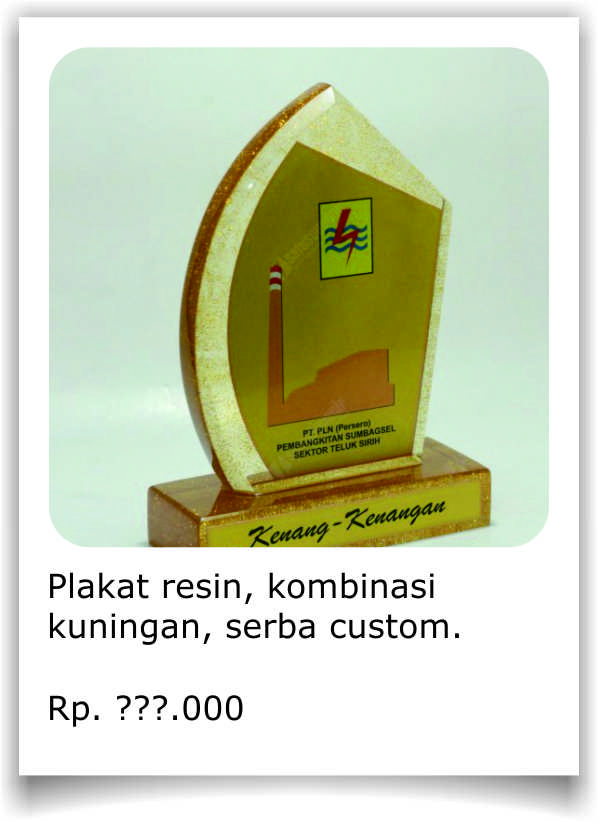 PT. PLN (Persero)
PEMBANGKITAN SUMBAGSEL
SEKTOR TELUK SIRIH
Kenang-Kenangan
Plakat resin, kombinasi
kuningan, serba custom.
Rp. ???.000